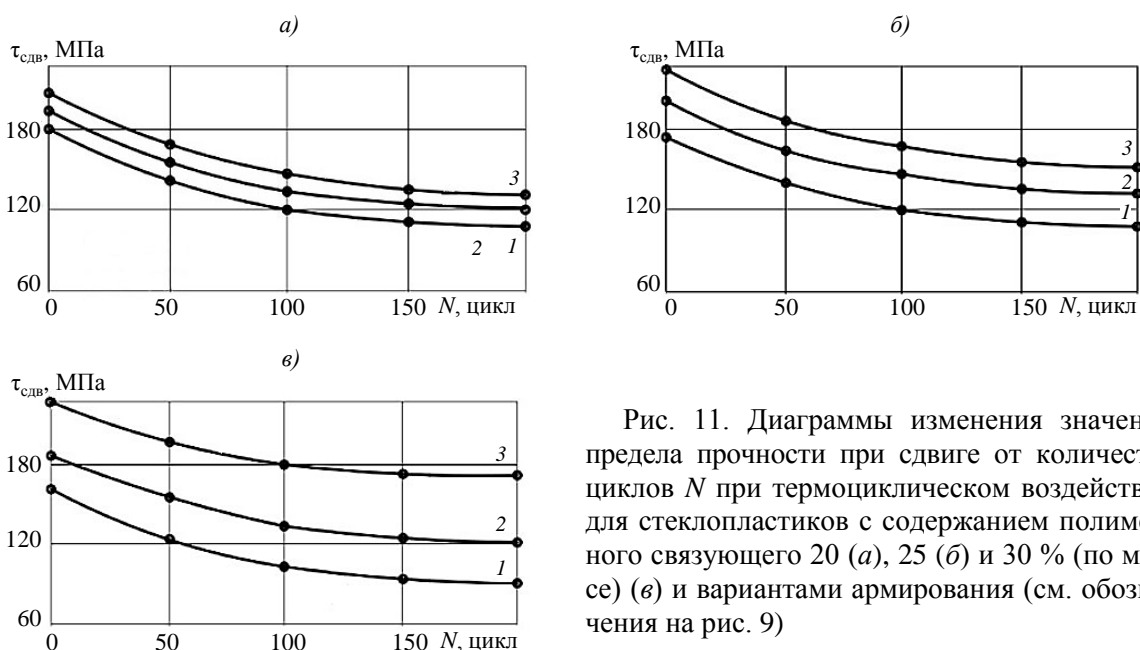 а)
τсдв, МПа
180
120
60
3
2 1
0 50 100 150 N, цикл
б)
τсдв, МПа
180
120
60
3
2
1
0 50 100 150 N, цикл
в)
τсдв, МПа
180
120
60
3
2
1
0 50 100 150 N, цикл
Рис. 11. Диаграммы изменения значен
предела прочности при сдвиге от количест
циклов N при термоциклическом воздейств
для стеклопластиков с содержанием полиме
ного связующего 20 (а), 25 (б) и 30 % (по м
се) (в) и вариантами армирования (см. обозн
чения на рис. 9)